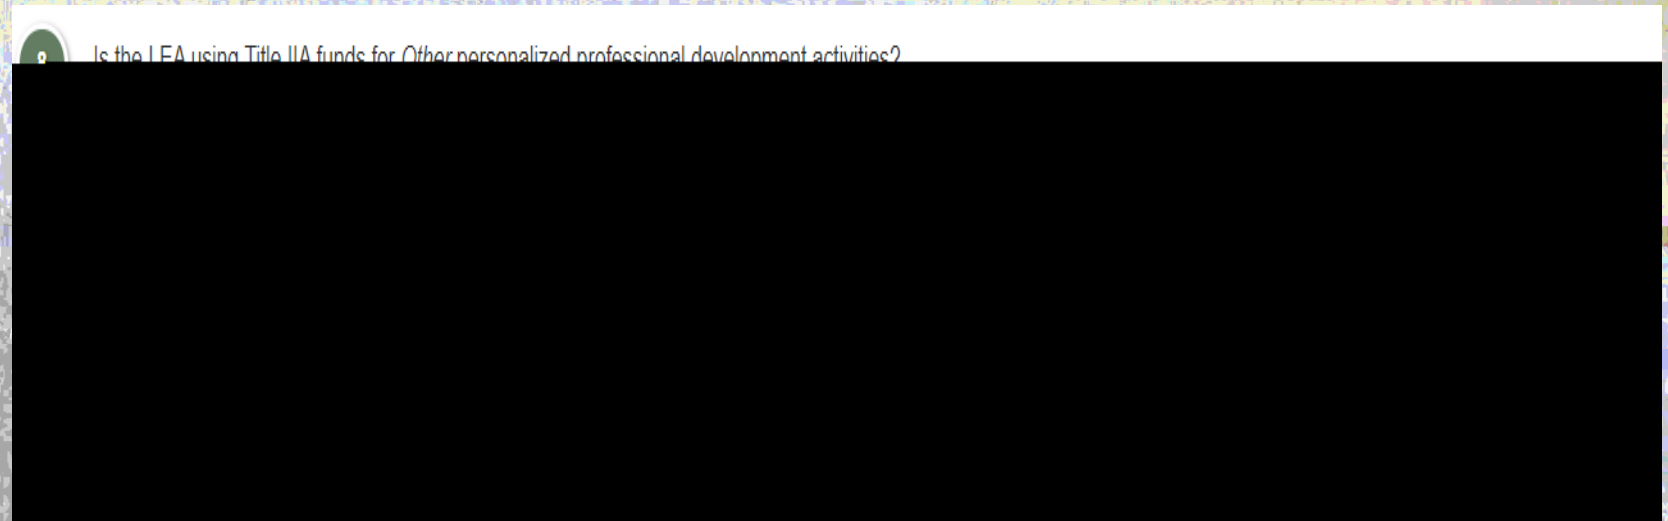 Is the LEA using Title IIA funds for Other personalized professional development activities?